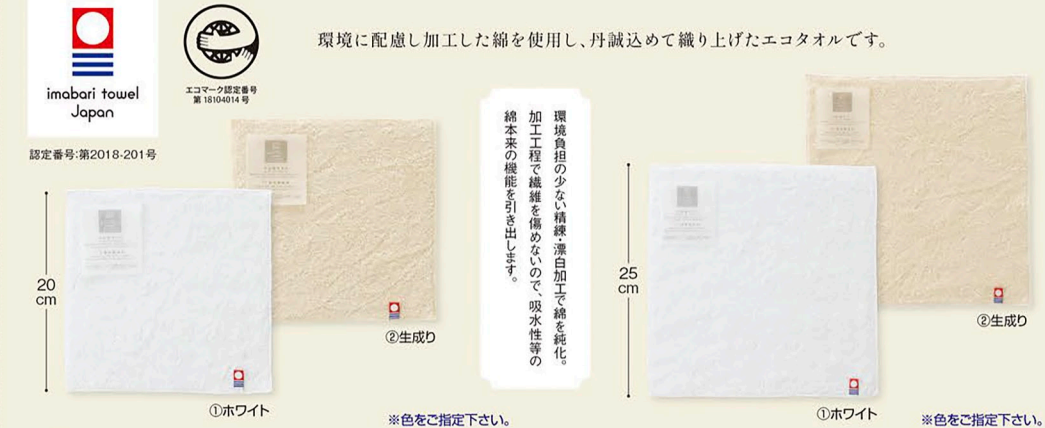 imabari towel
Japan
認定番号:第2018-201号
エコマーク認定番号
第 18104014 号
環境に配慮し加工した綿を使用し、丹誠込めて織り上げたエコタオルです。
20
cm
①ホワイト
②生成り
※色をご指定下さい。
環境負担の少ない精練・漂白加工で綿を純化。
加工工程で繊維を傷めないので、吸水性等の
綿本来の機能を引き出します。
25
cm
①ホワイト
②生成り
※色をご指定下さい。